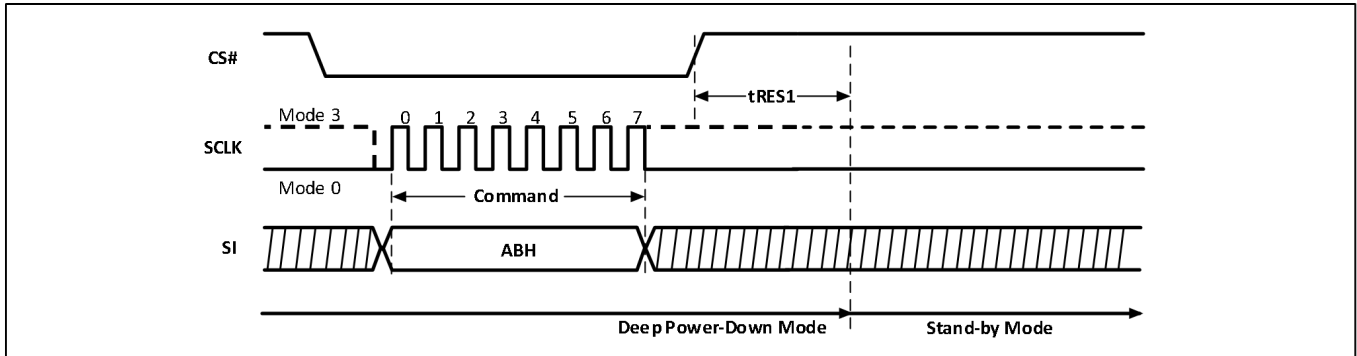 CS#
tRES1
Mode 3
0 1 2 3 4 5 6 7
SCLK
Mode 0
Command
SI
ABH
Deep Power-Down Mode
Stand-by Mode